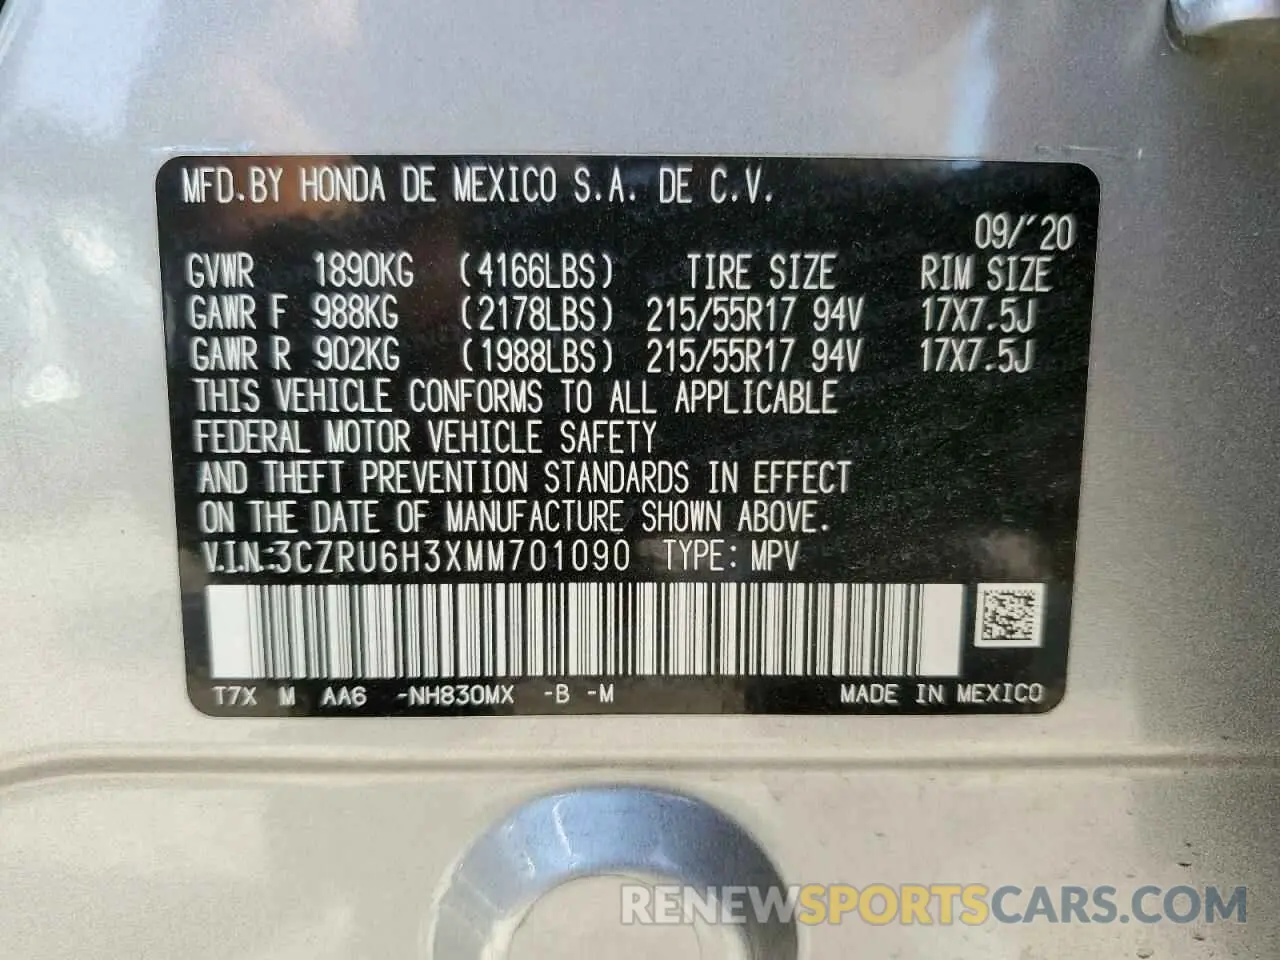 MFD.BY HONDA DE MEXICO S.A. DE C.V.
09/´20
GVWR 1890KG (4166LBS) TIRE SIZE RIM SIZE
GAWR F 988KG (2178LBS) 215/55R17 94V 17X7.5J
GAWR R 902KG (1988LBS) 215/55R17 94V 17X7.5J
THIS VEHICLE CONFORMS TO ALL APPLICABLE
FEDERAL MOTOR VEHICLE SAFETY
AND THEFT PREVENTION STANDARDS IN EFFECT
ON THE DATE OF MANUFACTURE SHOWN ABOVE.
V.I.N.:3CZRU6H3XMM701090 TYPE: MPV
T7X M AA6 -NH830MX -B -M MADE IN MEXICO
RENEWSPORTSCARS.COM